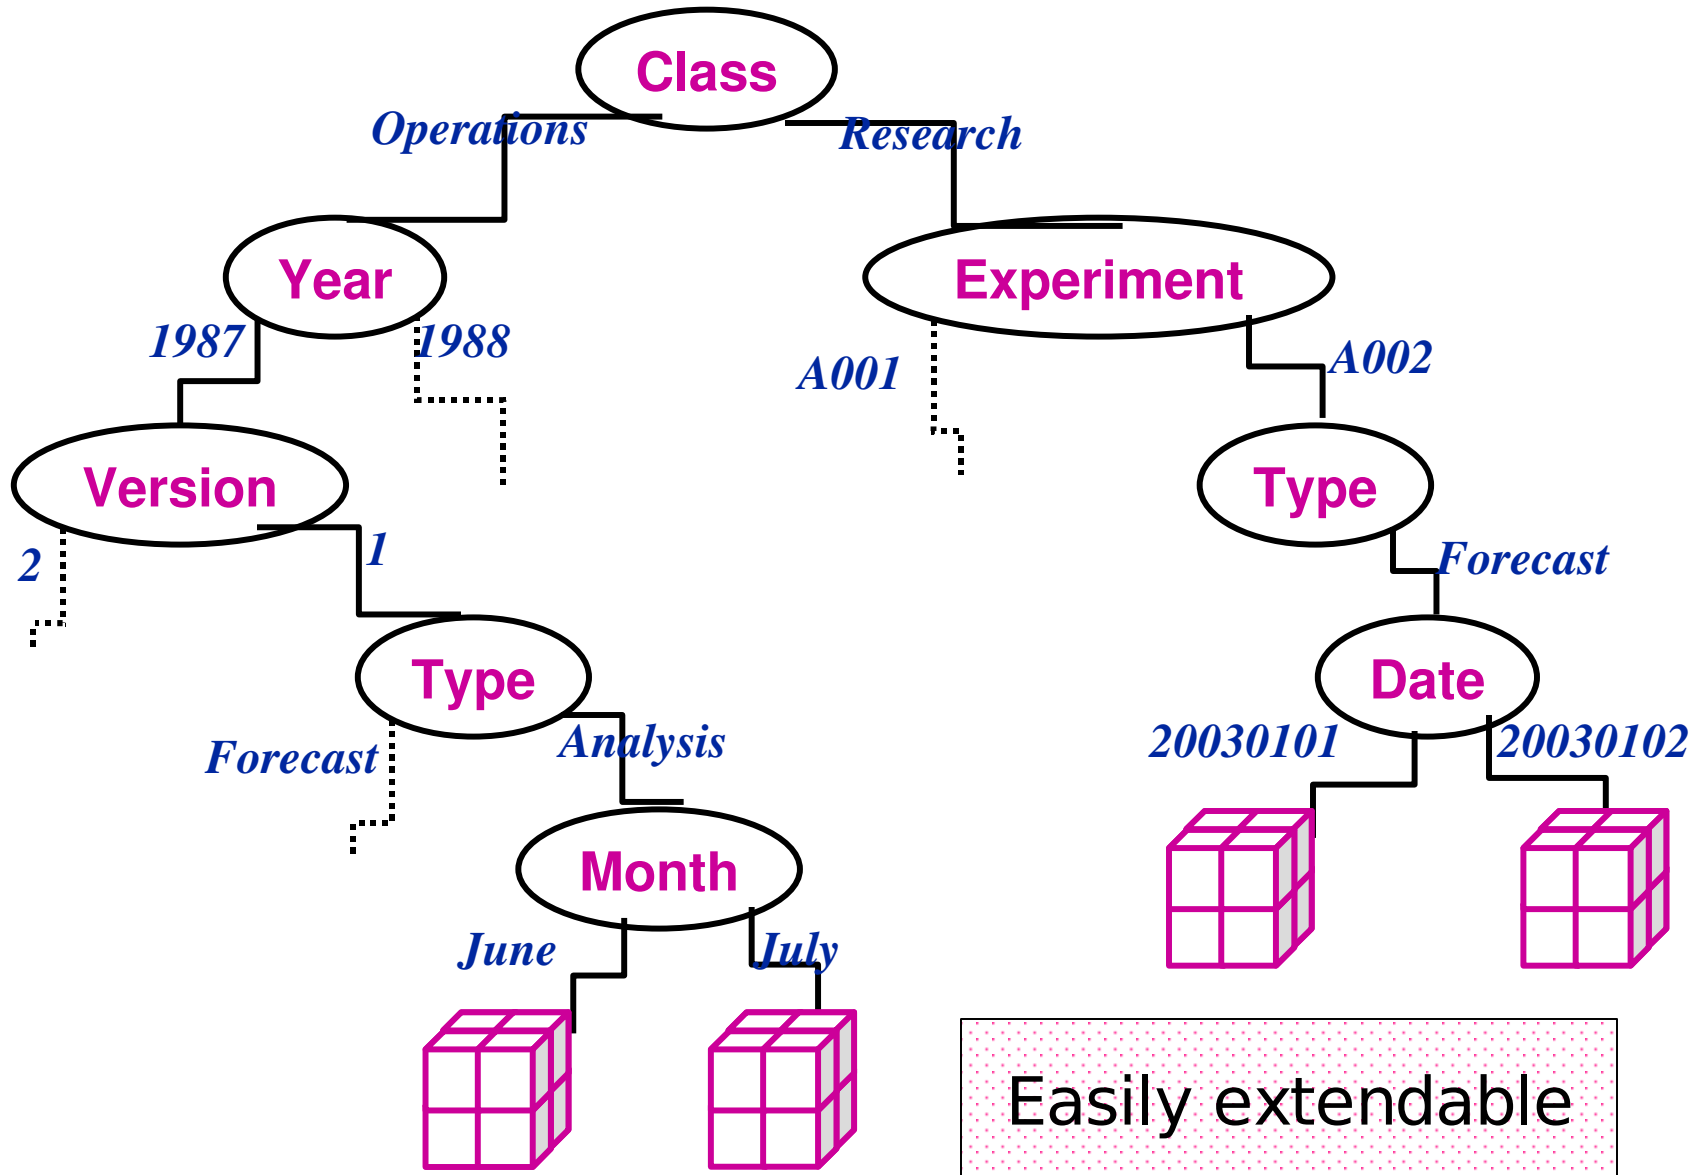 Class
Operations
Research
Year
Experiment
1987
1988
A001
A002
Version
Type
2
1
Forecast
Type
Date
Forecast
Analysis
20030101
20030102
Month
June
July
Easily extendable